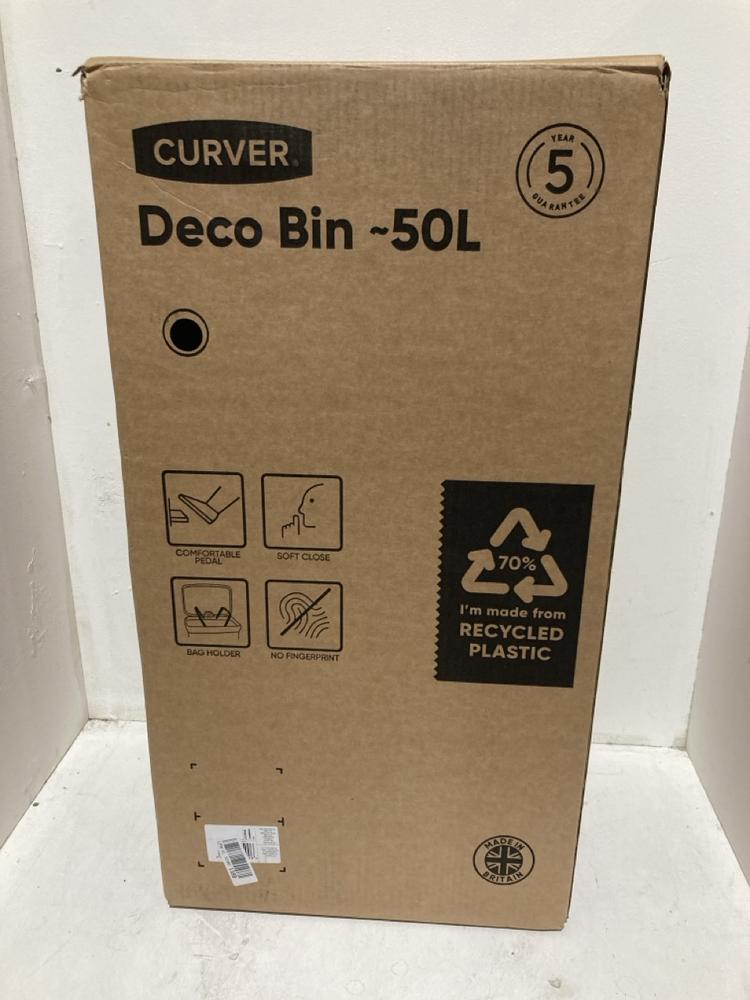 CURVER®
Deco Bin ~50L
YEAR
5
GUARANTEE
COMFORTABLE
PEDAL
SOFT CLOSE
BAG HOLDER
NO FINGERPRINT
70%
I'm made from
RECYCLED
PLASTIC
MADE IN
BRITAIN